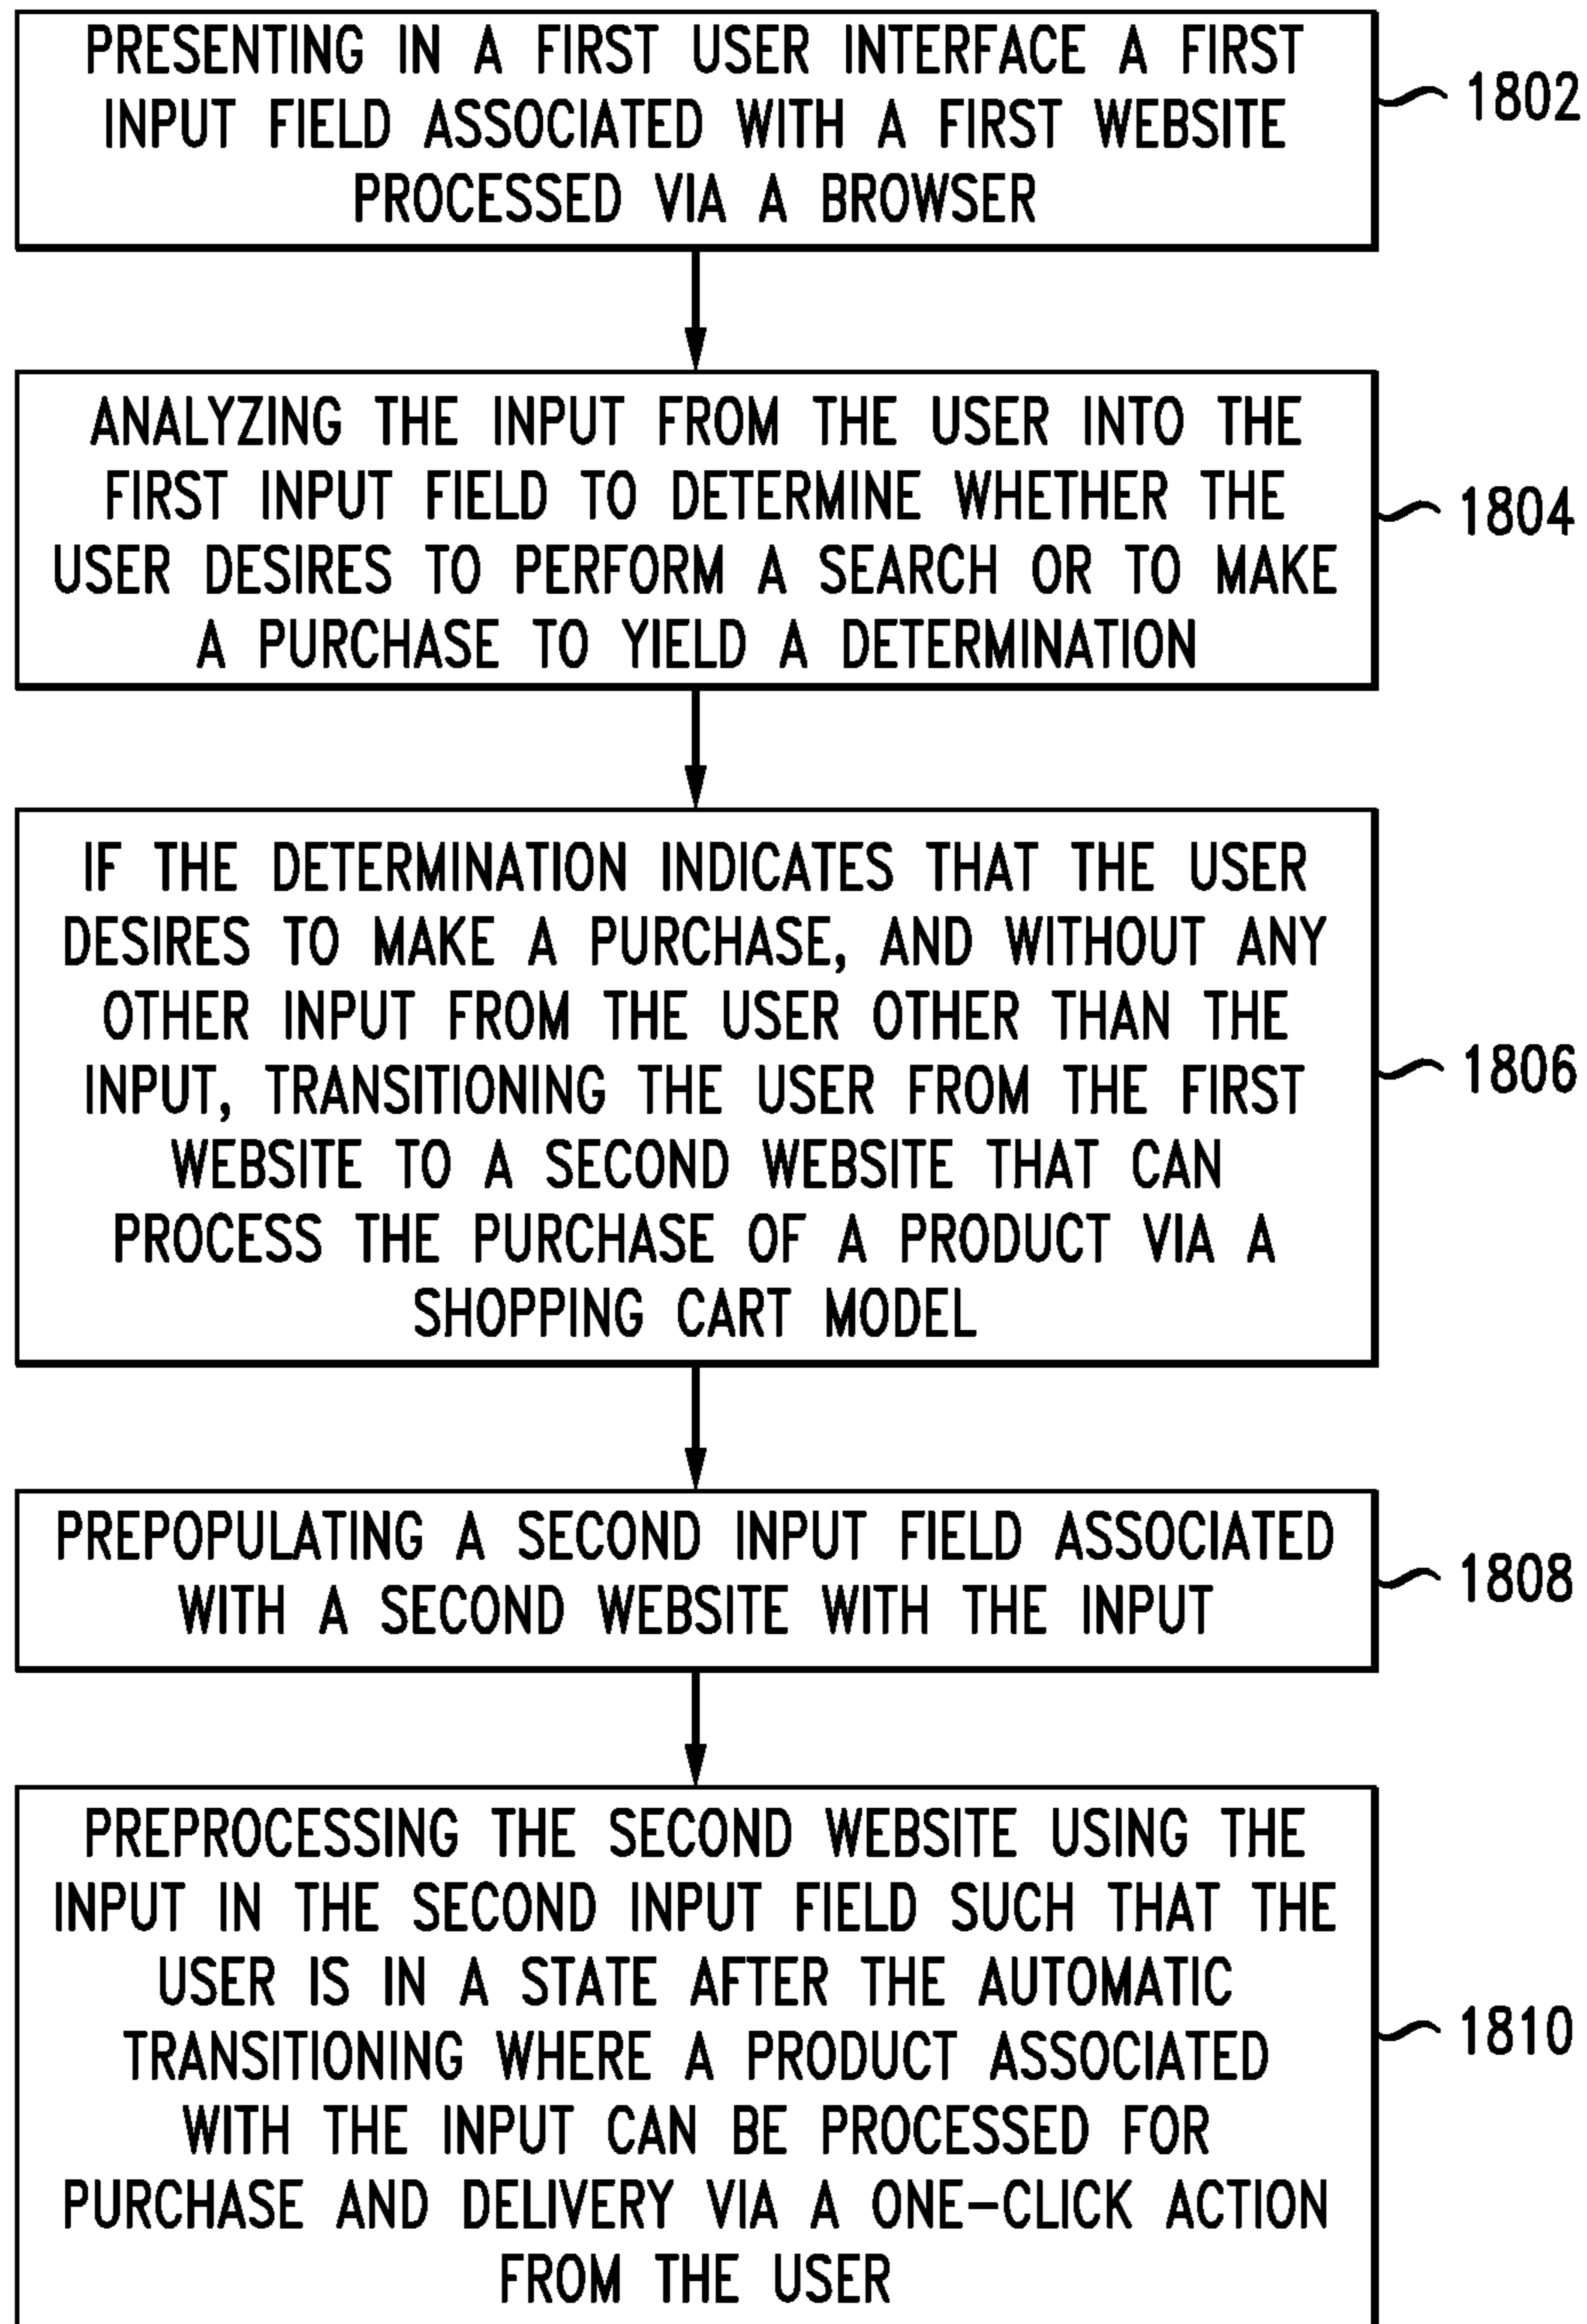 PRESENTING IN A FIRST USER INTERFACE A FIRST
INPUT FIELD ASSOCIATED WITH A FIRST WEBSITE
PROCESSED VIA A BROWSER
1802
ANALYZING THE INPUT FROM THE USER INTO THE
FIRST INPUT FIELD TO DETERMINE WHETHER THE
USER DESIRES TO PERFORM A SEARCH OR TO MAKE
A PURCHASE TO YIELD A DETERMINATION
1804
IF THE DETERMINATION INDICATES THAT THE USER
DESIRES TO MAKE A PURCHASE, AND WITHOUT ANY
OTHER INPUT FROM THE USER OTHER THAN THE
INPUT, TRANSITIONING THE USER FROM THE FIRST
WEBSITE TO A SECOND WEBSITE THAT CAN
PROCESS THE PURCHASE OF A PRODUCT VIA A
SHOPPING CART MODEL
1806
PREPOPULATING A SECOND INPUT FIELD ASSOCIATED
WITH A SECOND WEBSITE WITH THE INPUT
1808
PREPROCESSING THE SECOND WEBSITE USING THE
INPUT IN THE SECOND INPUT FIELD SUCH THAT THE
USER IS IN A STATE AFTER THE AUTOMATIC
TRANSITIONING WHERE A PRODUCT ASSOCIATED
WITH THE INPUT CAN BE PROCESSED FOR
PURCHASE AND DELIVERY VIA A ONE-CLICK ACTION
FROM THE USER
1810